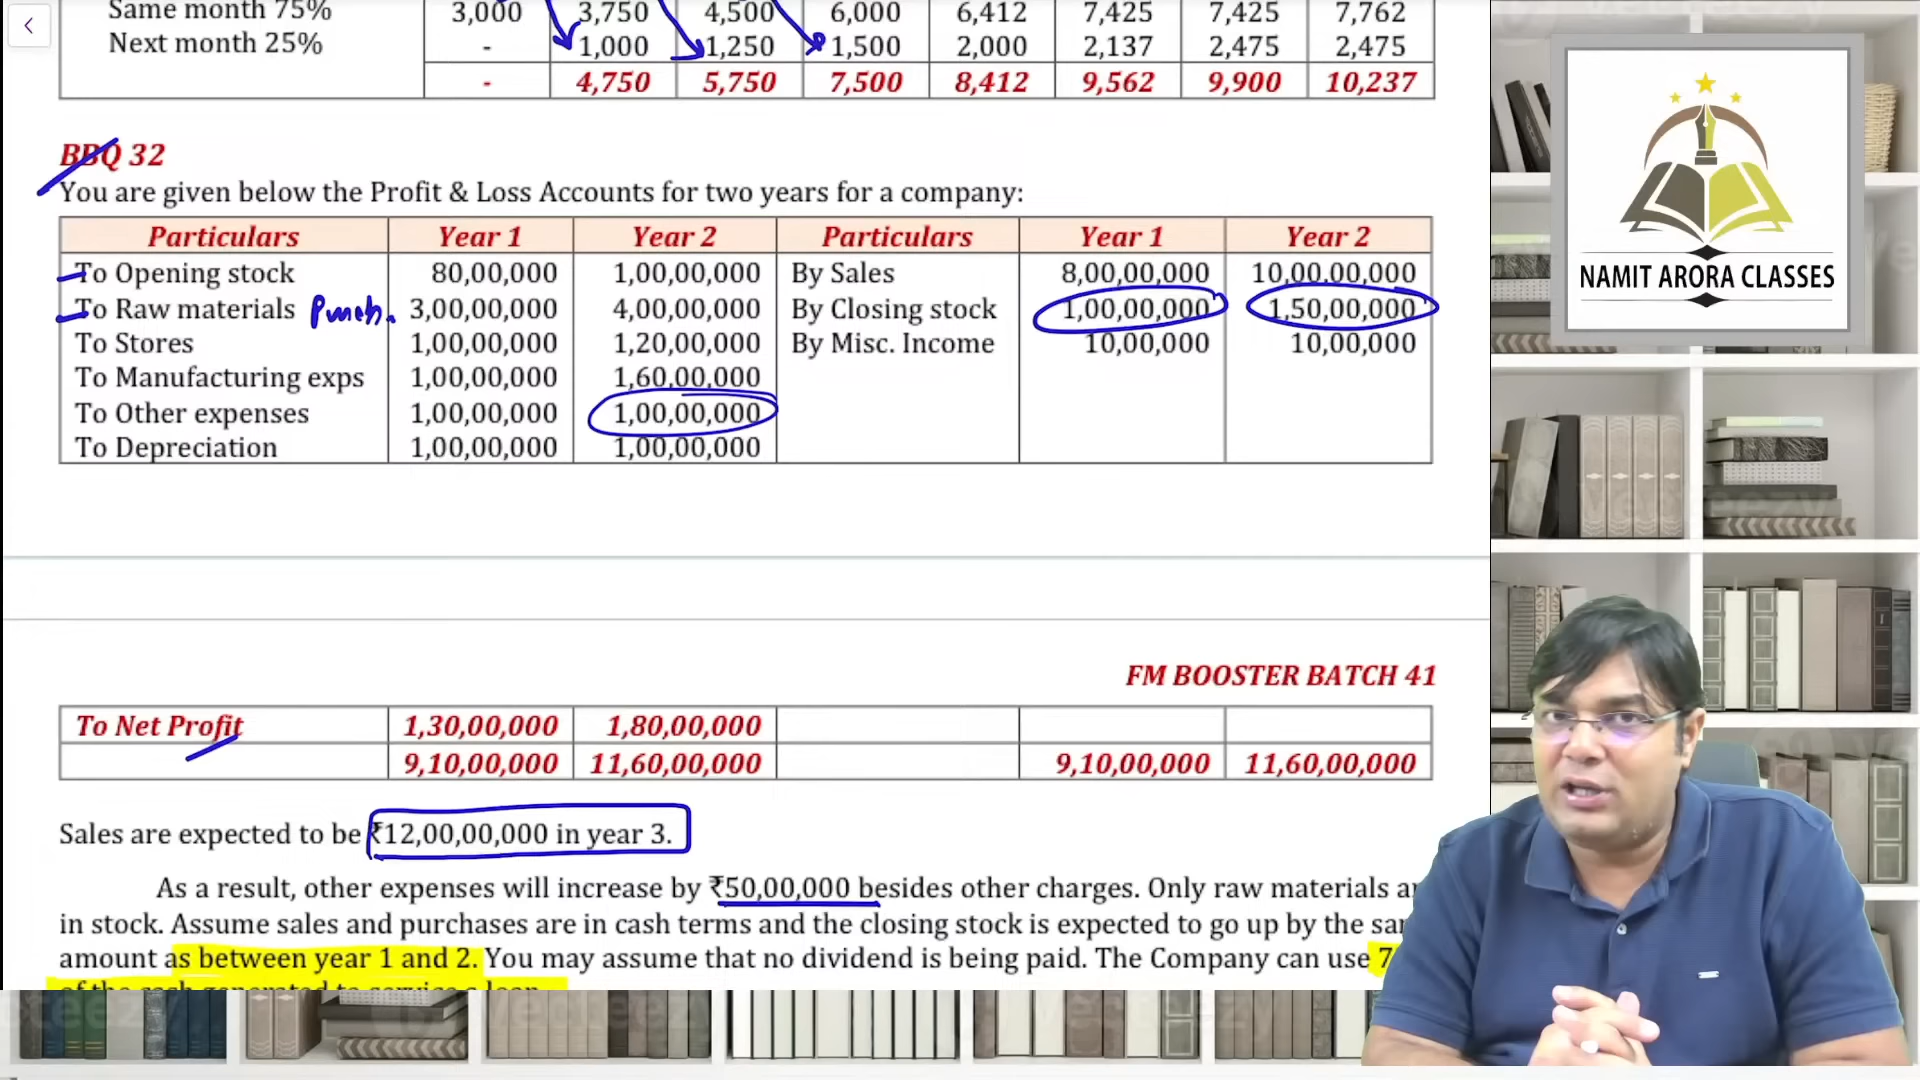 Same month 75% 3,000 3,750 4,500 6,000 6,412 7,425 7,425 7,762
Next month 25% - 1,000 1,250 1,500 2,000 2,137 2,475 2,475
- 4,750 5,750 7,500 8,412 9,562 9,900 10,237
BBQ 32
You are given below the Profit & Loss Accounts for two years for a company:
Particulars Year 1 Year 2 Particulars Year 1 Year 2
To Opening stock 80,00,000 1,00,00,000 By Sales 8,00,00,000 10,00,00,000
To Raw materials Purch. 3,00,00,000 4,00,00,000 By Closing stock 1,00,00,000 1,50,00,000
To Stores 1,00,00,000 1,20,00,000 By Misc. Income 10,00,000 10,00,000
To Manufacturing exps 1,00,00,000 1,60,00,000
To Other expenses 1,00,00,000 1,00,00,000
To Depreciation 1,00,00,000 1,00,00,000
FM BOOSTER BATCH 41
To Net Profit 1,30,00,000 1,80,00,000
9,10,00,000 11,60,00,000 9,10,00,000 11,60,00,000
Sales are expected to be ₹12,00,00,000 in year 3.
As a result, other expenses will increase by ₹50,00,000 besides other charges. Only raw materials
in stock. Assume sales and purchases are in cash terms and the closing stock is expected to go up by the
amount as between year 1 and 2. You may assume that no dividend is being paid. The Company can use 7
of the cash generated to service a loan.
NAMIT ARORA CLASSES